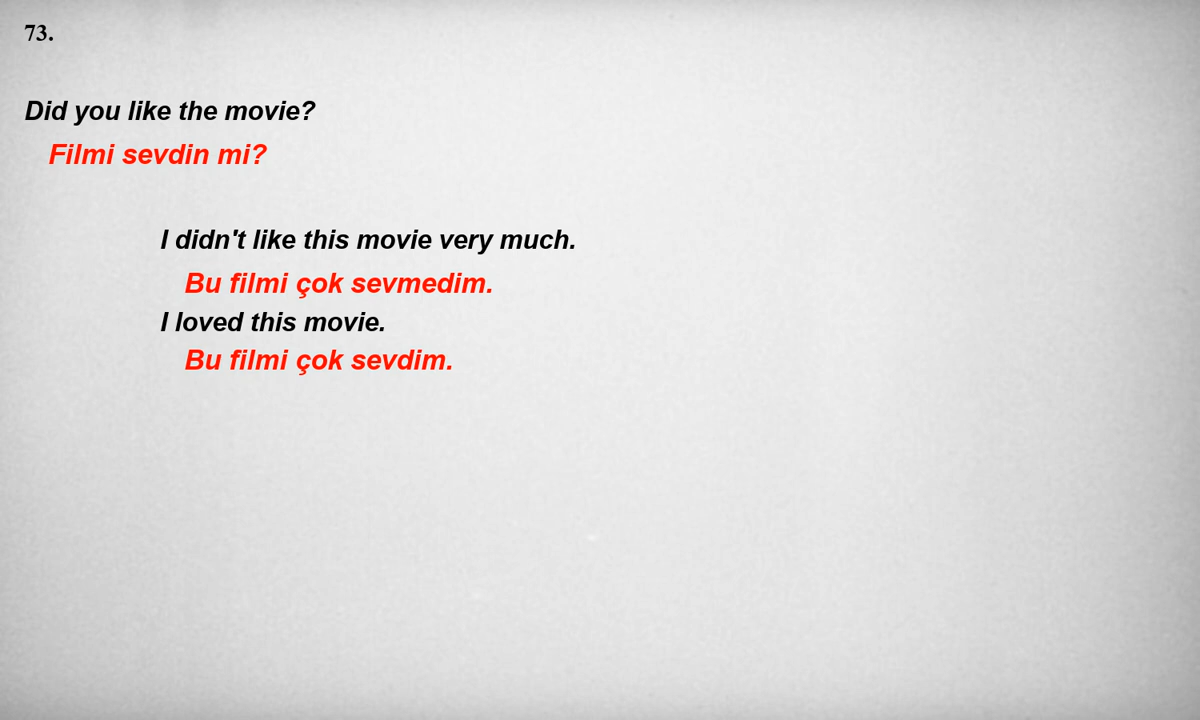 73.
Did you like the movie?
Filmi sevdin mi?
I didn't like this movie very much.
Bu filmi çok sevmedim.
I loved this movie.
Bu filmi çok sevdim.